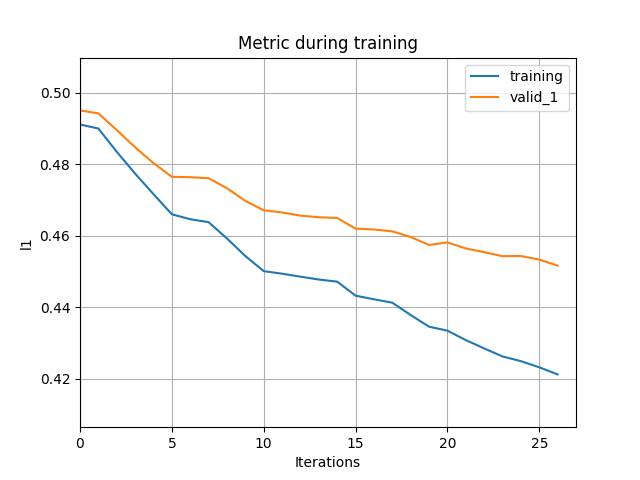 Metric during training
training
valid_1
0.50
0.48
0.46
0.44
0.42
l1
0 5 10 15 20 25
Iterations